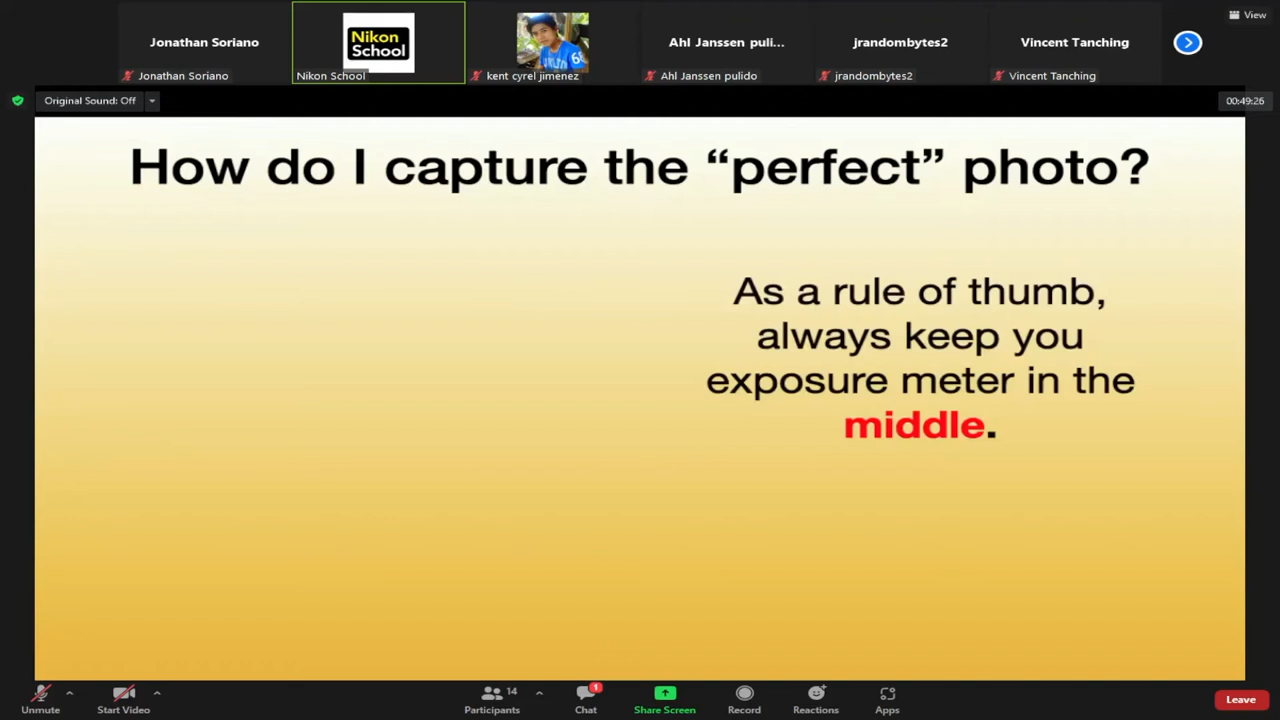 Jonathan Soriano
Nikon
School
Ahl Janssen puli...
jrandombytes2
Vincent Tanching
View
Jonathan Soriano
Nikon School
kent cyrel jimenez
Ahl Janssen pulido
jrandombytes2
Vincent Tanching
Original Sound: Off
00:49:26
How do I capture the “perfect” photo?
As a rule of thumb,
always keep you
exposure meter in the
middle.
Unmute
Start Video
Participants
14
Chat
1
Share Screen
Record
Reactions
Apps
Leave